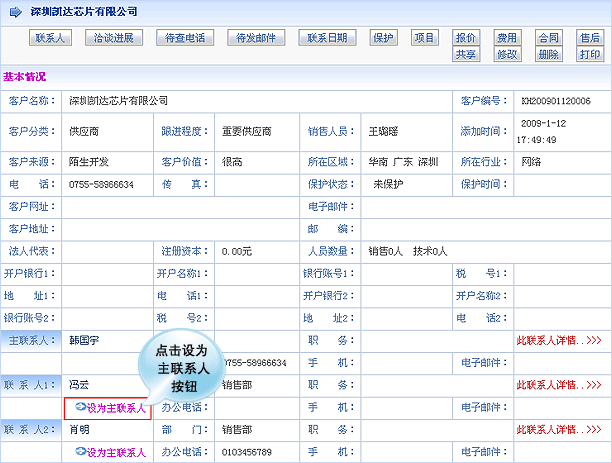 深圳凯达芯片有限公司
联系人 洽谈进展 待查电话 待发邮件 联系日期 保护 项目 报价 费用 合同 售后
共享 修改 删除 打印
基本情况
客户名称： 深圳凯达芯片有限公司 客户编号： KH200901120006
客户分类： 供应商 跟进程度： 重要供应商 销售人员： 王璐瑶 添加时间： 2009-1-12 17:49:49
客户来源： 陌生开发 客户价值： 很高 所在区域： 华南 广东 深圳 所在行业： 网络
电 话： 0755-58966634 传 真： 保护状态： 未保护 保护时间：
客户网址： 电子邮件：
客户地址： 邮 编：
法人代表： 注册资本： 0.00元 人员数量： 销售0人 技术0人
开户银行1： 开户名称1： 银行账号1： 税 号1：
地 址1： 电 话1： 开户银行2： 开户名称2：
银行账号2： 税 号2： 地 址2： 电 话2：
主联系人： 韩国宇 职 务： 此联系人详情..>>>
0755-58966634 手 机： 电子邮件：
联 系 人1： 冯云 销售部 职 务： 此联系人详情..>>>
设为主联系人 办公电话： 手 机： 电子邮件：
联 系 人2： 肖明 部 门： 销售部 职 务： 此联系人详情..>>>
设为主联系人 办公电话： 0103456789 手 机： 电子邮件：
点击设为
主联系人
按钮